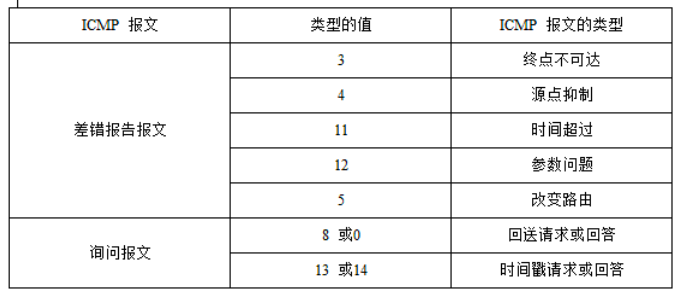 ICMP 报文 类型的值 ICMP 报文的类型
差错报告报文 3 终点不可达
4 源点抑制
11 时间超过
12 参数问题
5 改变路由
询问报文 8 或0 回送请求或回答
13 或14 时间戳请求或回答